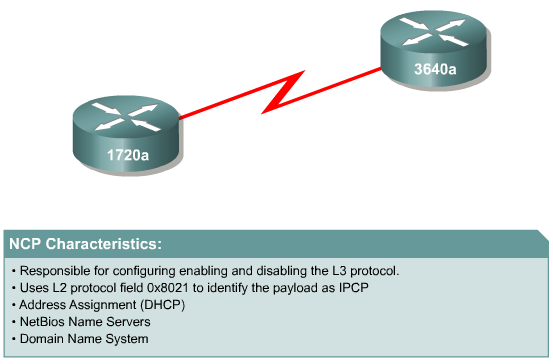 3640a
1720a
NCP Characteristics:
• Responsible for configuring enabling and disabling the L3 protocol.
• Uses L2 protocol field 0x8021 to identify the payload as IPCP
• Address Assignment (DHCP)
• NetBios Name Servers
• Domain Name System